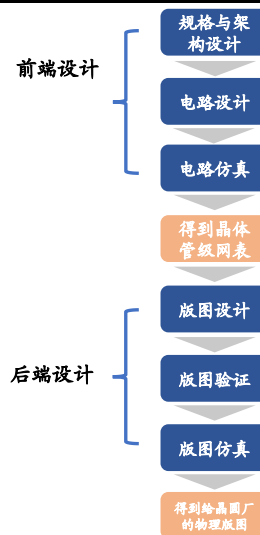 规格与架
构设计
前端设计
电路设计
电路仿真
得到晶体
管级网表
版图设计
后端设计
版图验证
版图仿真
得到给晶圆厂
的物理版图